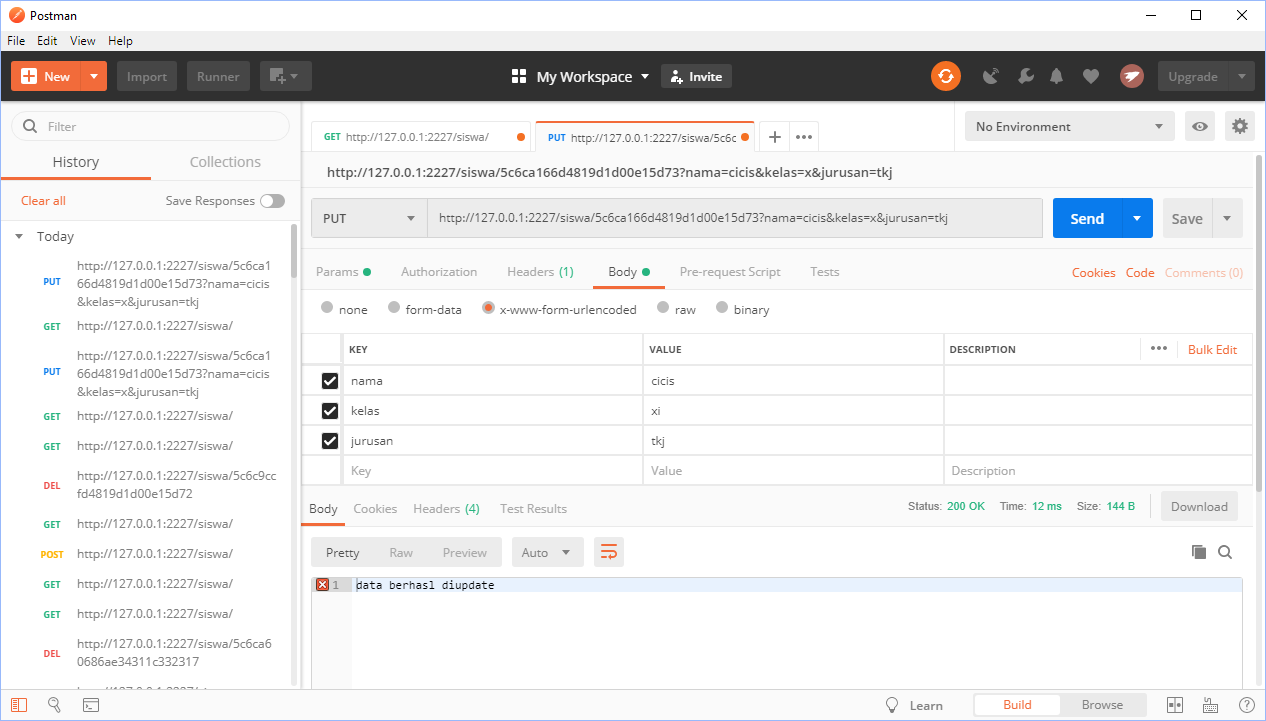 Postman
File Edit View Help
New Import Runner My Workspace Invite Upgrade
Filter
History Collections
Clear all Save Responses
Today
PUT http://127.0.0.1:2227/siswa/5c6ca1
66d4819d1d00e15d73?nama=cicis
&kelas=x&jurusan=tkj
GET http://127.0.0.1:2227/siswa/
PUT http://127.0.0.1:2227/siswa/5c6ca1
66d4819d1d00e15d73?nama=cicis
&kelas=x&jurusan=tkj
GET http://127.0.0.1:2227/siswa/
GET http://127.0.0.1:2227/siswa/
DEL http://127.0.0.1:2227/siswa/5c6c9cc
fd4819d1d00e15d72
GET http://127.0.0.1:2227/siswa/
POST http://127.0.0.1:2227/siswa/
GET http://127.0.0.1:2227/siswa/
GET http://127.0.0.1:2227/siswa/
DEL http://127.0.0.1:2227/siswa/5c6ca6
0686ae34311c332317
GET http://127.0.0.1:2227/siswa/ PUT http://127.0.0.1:2227/siswa/5c6c
No Environment
http://127.0.0.1:2227/siswa/5c6ca166d4819d1d00e15d73?nama=cicis&kelas=x&jurusan=tkj
PUT http://127.0.0.1:2227/siswa/5c6ca166d4819d1d00e15d73?nama=cicis&kelas=x&jurusan=tkj Send Save
Params Authorization Headers (1) Body Pre-request Script Tests Cookies Code Comments (0)
none form-data x-www-form-urlencoded raw binary
KEY VALUE DESCRIPTION ••• Bulk Edit
nama cicis
kelas xi
jurusan tkj
Key Value Description
Body Cookies Headers (4) Test Results Status: 200 OK Time: 12 ms Size: 144 B Download
Pretty Raw Preview Auto
1 data berhasl diupdate
Learn Build Browse